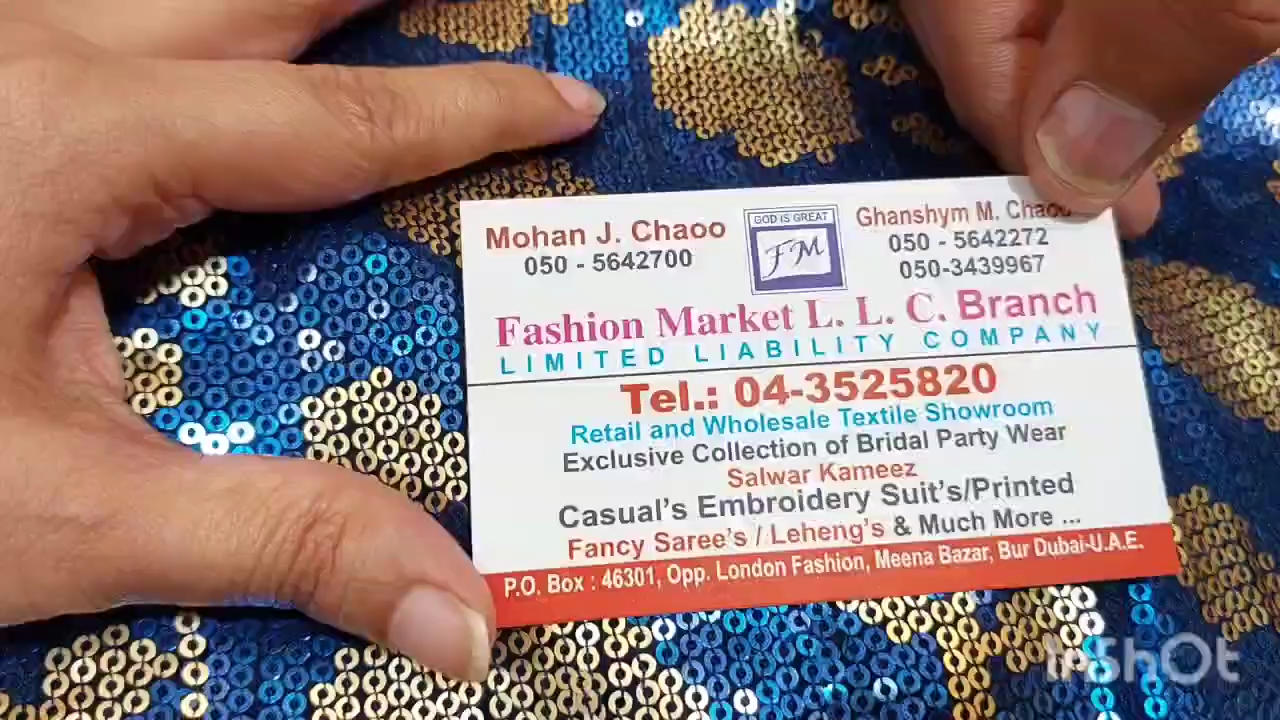 Mohan J. Chaoo
050 - 5642700
GOD IS GREAT
FM
Ghanshym M. Chaoo
050 - 5642272
050-3439967
Fashion Market L. L. C. Branch
LIMITED LIABILITY COMPANY
Tel.: 04-3525820
Retail and Wholesale Textile Showroom
Exclusive Collection of Bridal Party Wear
Salwar Kameez
Casual's Embroidery Suit's/Printed
Fancy Saree's / Leheng's & Much More ...
P.O. Box : 46301, Opp. London Fashion, Meena Bazar, Bur Dubai-U.A.E.
InShOt